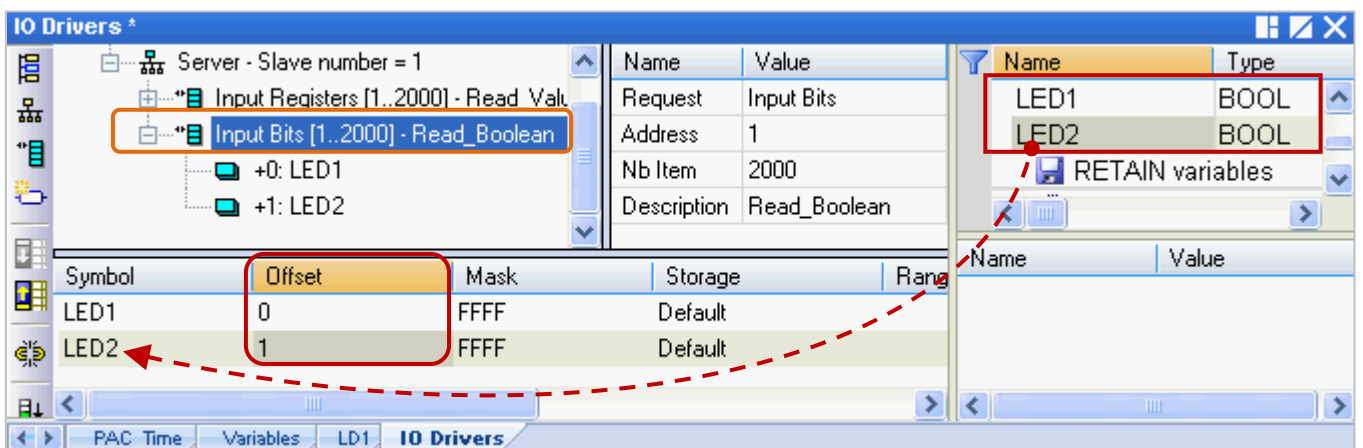 IO Drivers *
Server - Slave number = 1
Input Registers [1..2000] - Read_Valu
Input Bits [1..2000] - Read_Boolean
+0: LED1
+1: LED2
Name Value
Request Input Bits
Address 1
Nb Item 2000
Description Read_Boolean
Name Type
LED1 BOOL
LED2 BOOL
RETAIN variables
Symbol Offset Mask Storage Rang
LED1 0 FFFF Default
LED2 1 FFFF Default
Name Value
PAC Time Variables LD1 IO Drivers